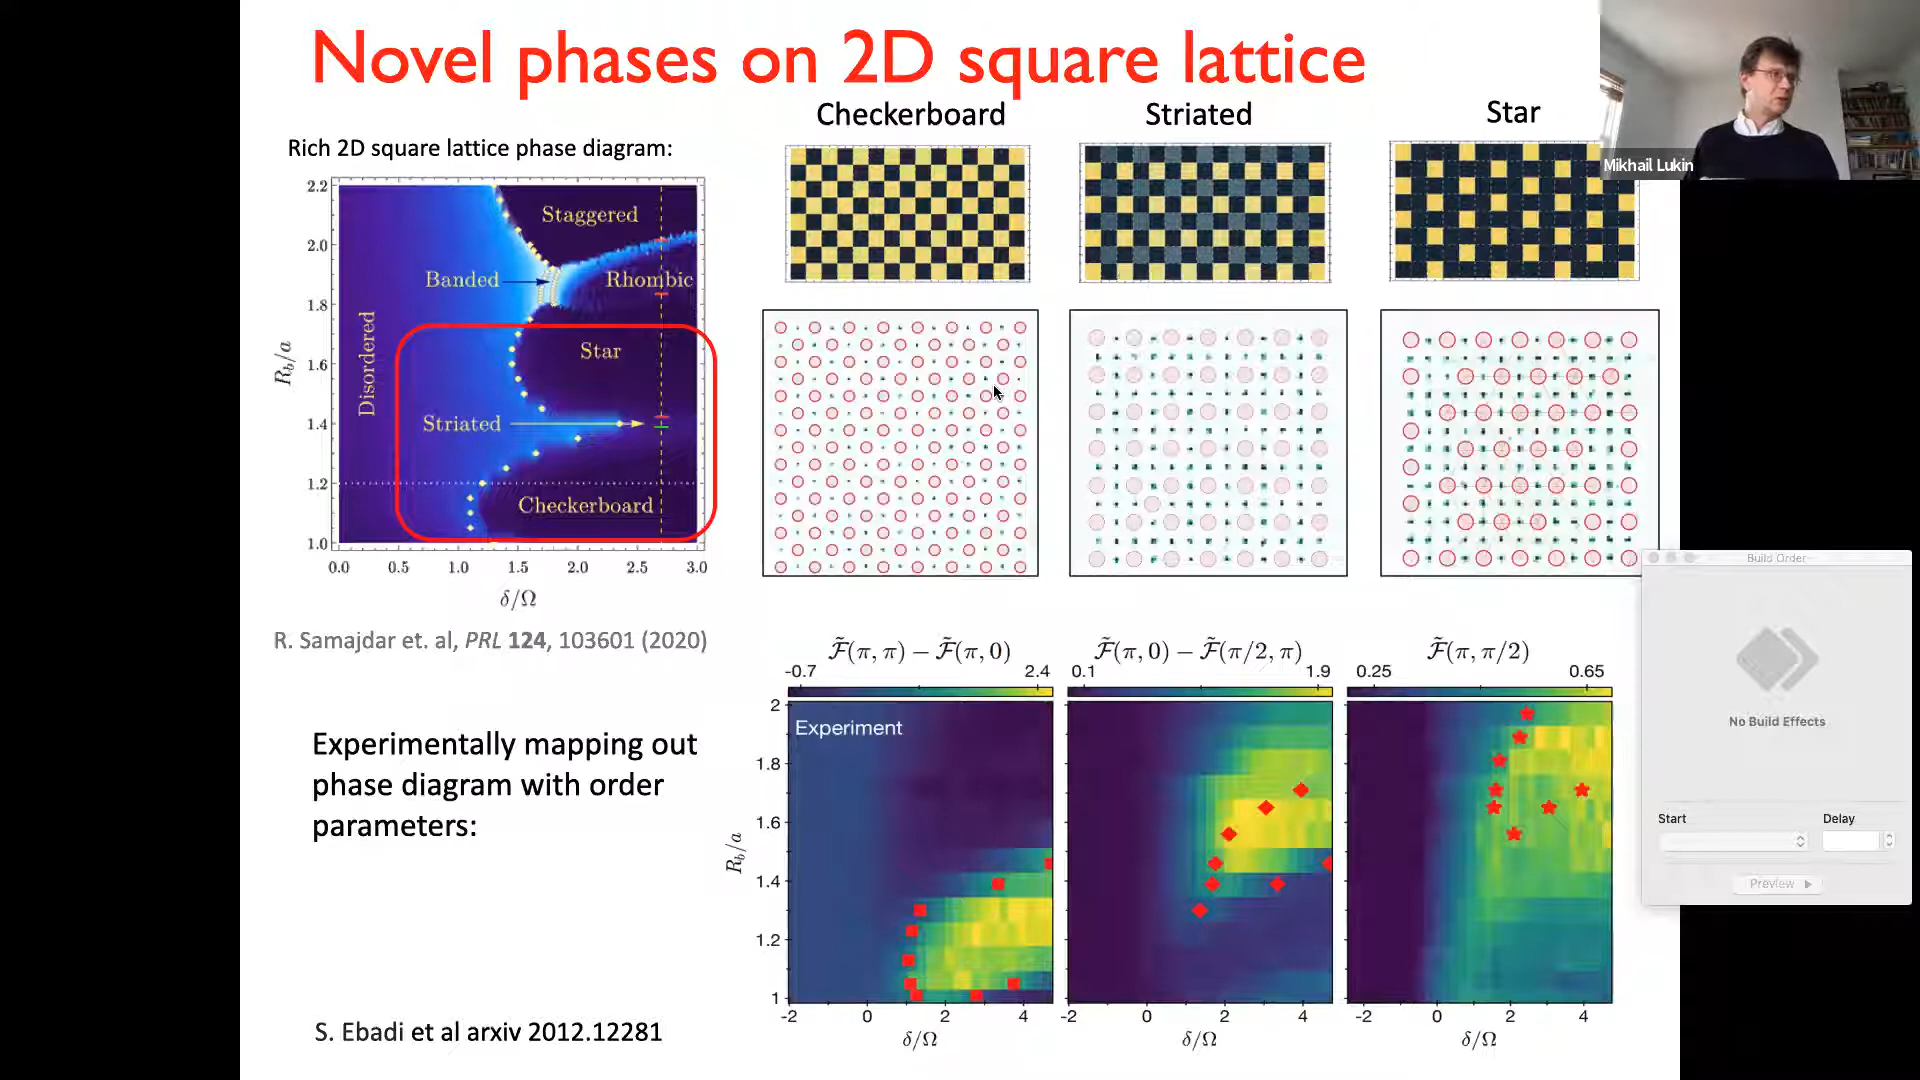 Novel phases on 2D square lattice
Mikhail Lukin
Checkerboard
Striated
Star
Rich 2D square lattice phase diagram:
2.2
2.0
1.8
1.6
1.4
1.2
1.0
R_b/a
Staggered
Banded
Rhombic
Disordered
Star
Striated
Checkerboard
0.0 0.5 1.0 1.5 2.0 2.5 3.0
δ/Ω
R. Samajdar et. al, PRL 124, 103601 (2020)
Experimentally mapping out
phase diagram with order
parameters:
S. Ebadi et al arxiv 2012.12281
F̃(π, π) − F̃(π, 0)
-0.7 2.4
F̃(π, 0) − F̃(π/2, π)
0.1 1.9
F̃(π, π/2)
0.25 0.65
Experiment
2
1.8
1.6
1.4
1.2
1
R_b/a
-2 0 2 4
δ/Ω
-2 0 2 4
δ/Ω
-2 0 2 4
δ/Ω
Build Order
No Build Effects
Start
Delay
Preview